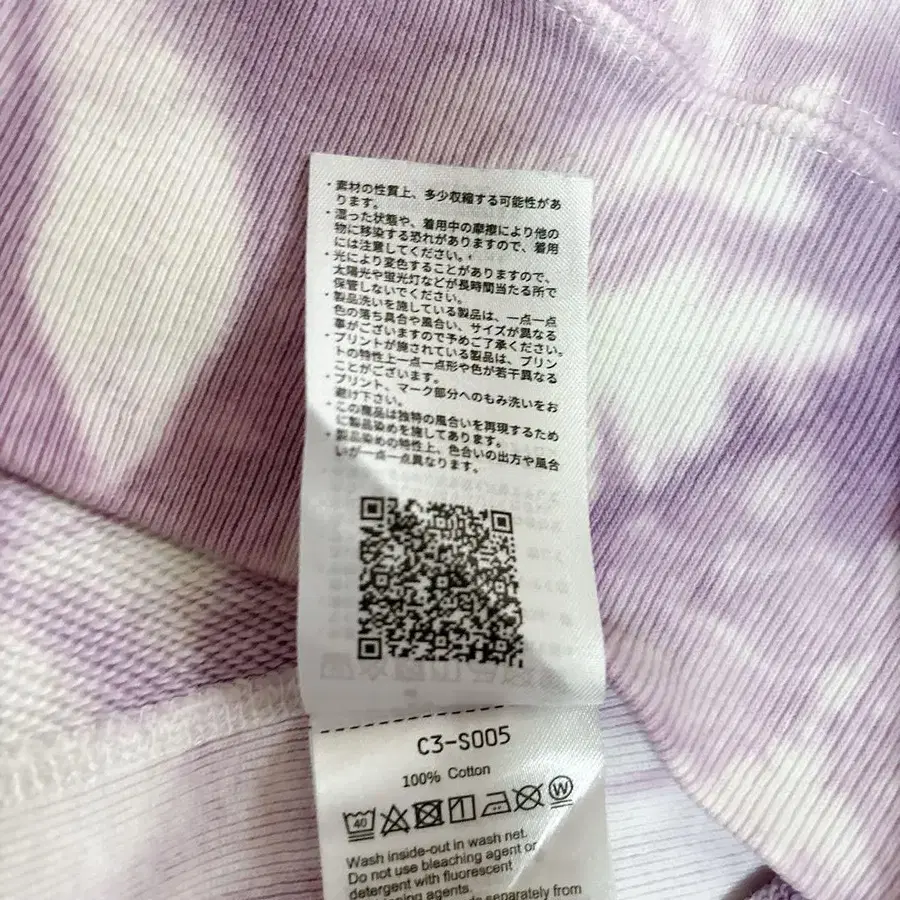 ・素材の性質上、多少収縮する可能性があ
ります。
・湿った状態や、着用中の摩擦により他の
物に移染する恐れがありますので、着用
には注意してください。
・光により変色することがありますので、
太陽光や蛍光灯などが長時間当たる所で
保管しないでください。
・製品洗いを施している製品は、一点一点
色の落ち具合や風合い、サイズが異なる
事がございますので予めご了承ください。
・プリントが施されている製品は、プリン
トの特性上一点一点形や色が若干異なる
ことがございます。
・プリント、マーク部分へのもみ洗いをお
避け下さい。
・この商品は独特の風合いを再現するため
に製品染めを施してあります。
・製品染めの特性上、色合いの出方や風合
いが一点一点異なります。
C3-S005
100% Cotton
40 W
Wash inside-out in wash net.
Do not use bleaching agent or
detergent with fluorescent
agents.
separately from